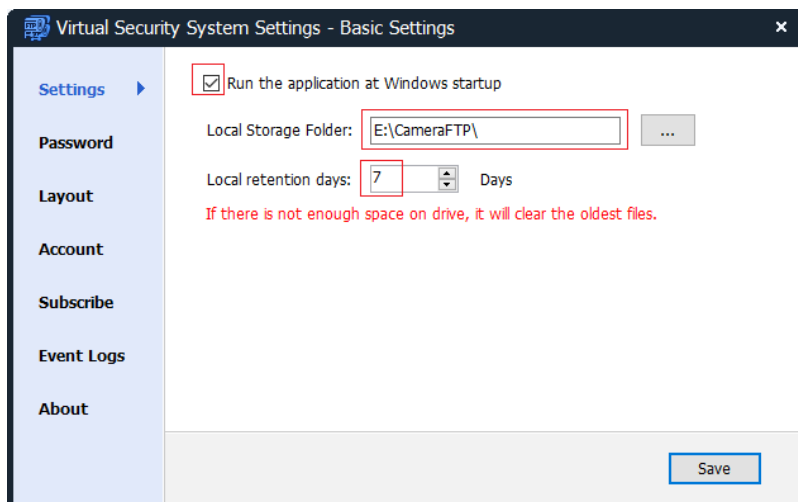 Virtual Security System Settings - Basic Settings
Settings
Password
Layout
Account
Subscribe
Event Logs
About
Run the application at Windows startup
Local Storage Folder: E:\CameraFTP\ ...
Local retention days: 7 Days
If there is not enough space on drive, it will clear the oldest files.
Save